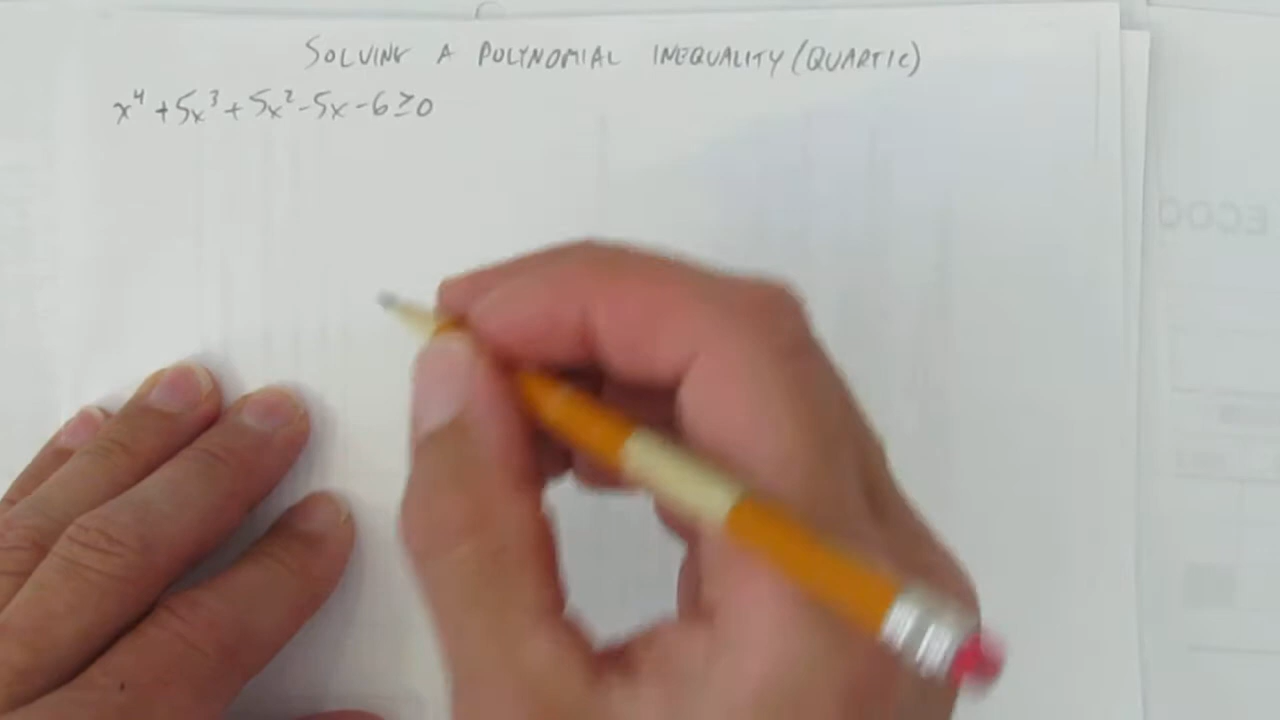 SOLVING A POLYNOMIAL INEQUALITY (QUARTIC)
x⁴ + 5x³ + 5x² - 5x - 6 ≥ 0